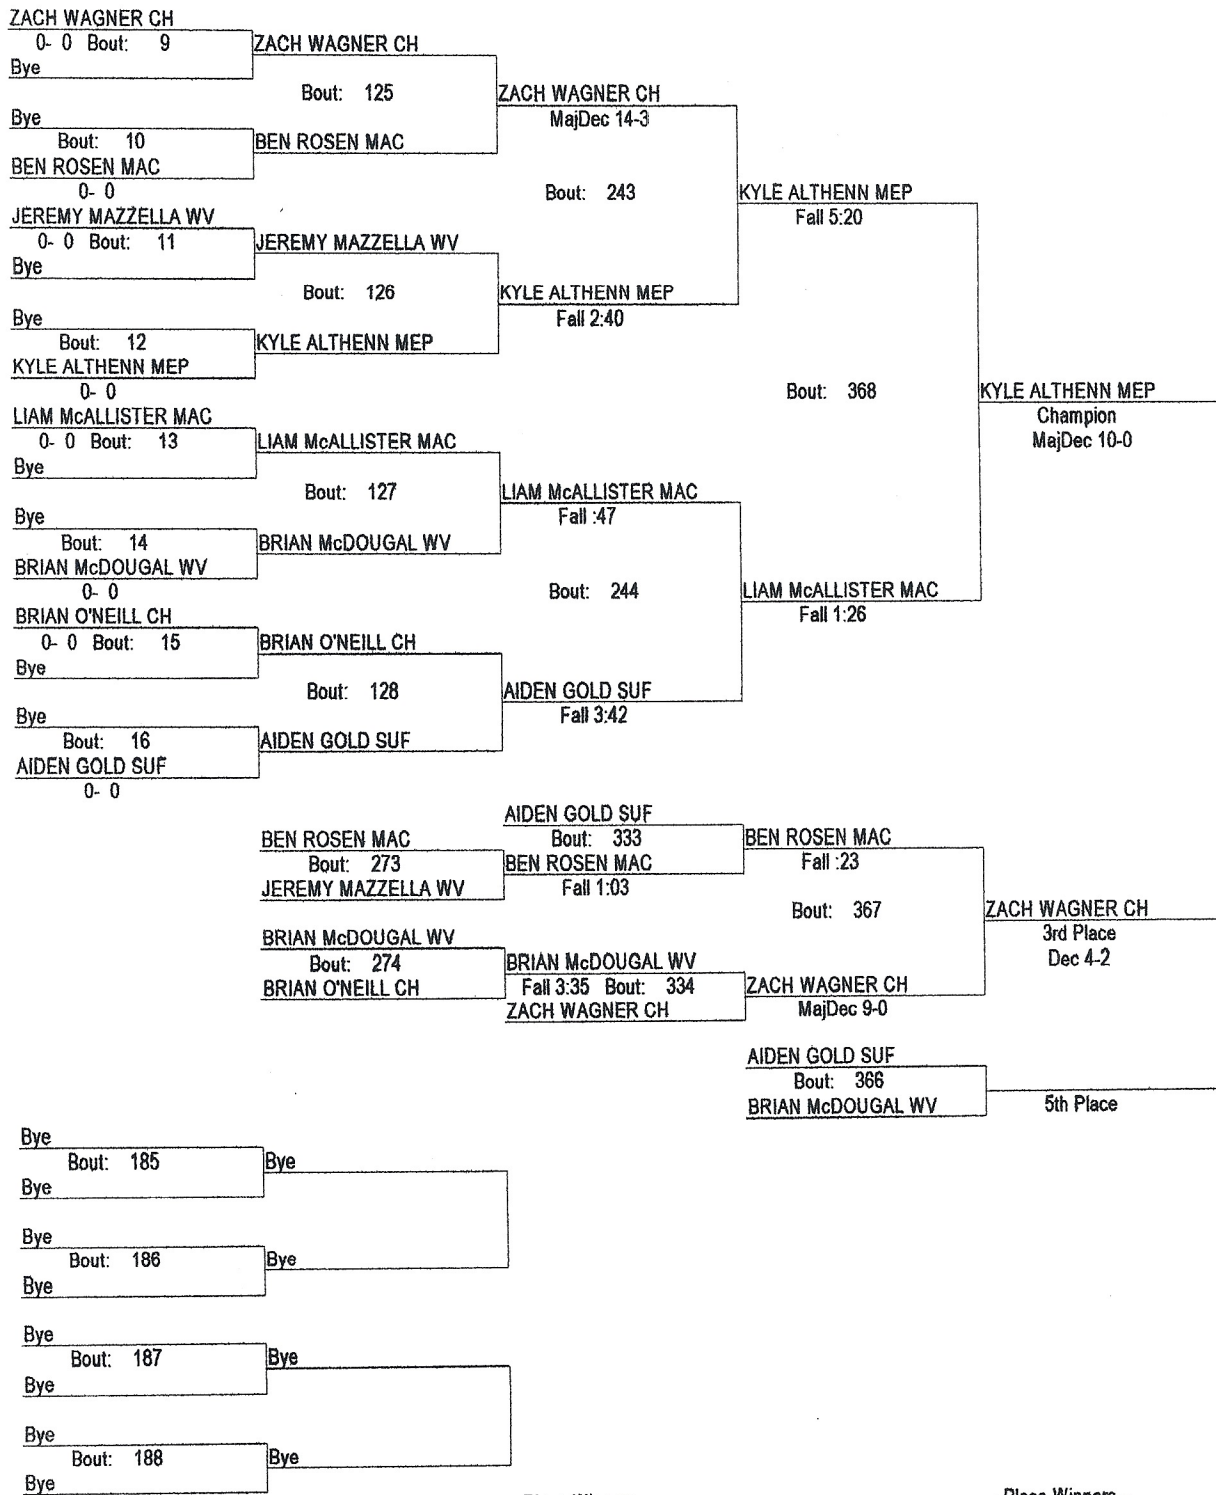 ZACH WAGNER CH
0- 0 Bout: 9
Bye
ZACH WAGNER CH
Bout: 125
Bye
Bout: 10
BEN ROSEN MAC
0- 0
BEN ROSEN MAC
ZACH WAGNER CH
MajDec 14-3
Bout: 243
JEREMY MAZZELLA WV
0- 0 Bout: 11
Bye
JEREMY MAZZELLA WV
Bout: 126
Bye
Bout: 12
KYLE ALTHENN MEP
0- 0
KYLE ALTHENN MEP
KYLE ALTHENN MEP
Fall 2:40
KYLE ALTHENN MEP
Fall 5:20
Bout: 368
LIAM McALLISTER MAC
0- 0 Bout: 13
Bye
LIAM McALLISTER MAC
Bout: 127
Bye
Bout: 14
BRIAN McDOUGAL WV
0- 0
BRIAN McDOUGAL WV
LIAM McALLISTER MAC
Fall :47
Bout: 244
BRIAN O'NEILL CH
0- 0 Bout: 15
Bye
BRIAN O'NEILL CH
Bout: 128
Bye
Bout: 16
AIDEN GOLD SUF
0- 0
AIDEN GOLD SUF
AIDEN GOLD SUF
Fall 3:42
LIAM McALLISTER MAC
Fall 1:26
KYLE ALTHENN MEP
Champion
MajDec 10-0
BEN ROSEN MAC
Bout: 273
JEREMY MAZZELLA WV
AIDEN GOLD SUF
Bout: 333
BEN ROSEN MAC
Fall 1:03
BEN ROSEN MAC
Fall :23
Bout: 367
BRIAN McDOUGAL WV
Bout: 274
BRIAN O'NEILL CH
BRIAN McDOUGAL WV
Fall 3:35 Bout: 334
ZACH WAGNER CH
ZACH WAGNER CH
MajDec 9-0
ZACH WAGNER CH
3rd Place
Dec 4-2
AIDEN GOLD SUF
Bout: 366
BRIAN McDOUGAL WV
5th Place
Bye
Bout: 185
Bye
Bye
Bye
Bout: 186
Bye
Bye
Bye
Bout: 187
Bye
Bye
Bye
Bout: 188
Bye
Bye
Place Winners